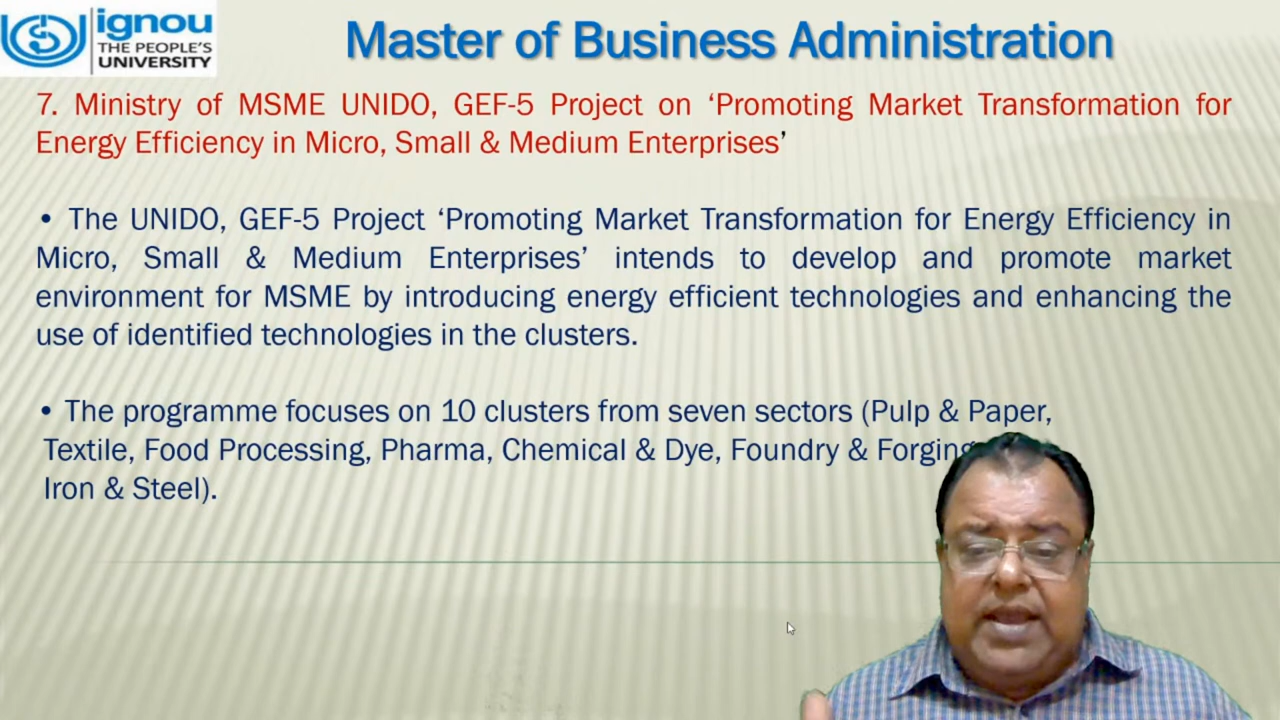 ignou
THE PEOPLE'S
UNIVERSITY
Master of Business Administration
7. Ministry of MSME UNIDO, GEF-5 Project on ‘Promoting Market Transformation for
Energy Efficiency in Micro, Small & Medium Enterprises’
• The UNIDO, GEF-5 Project ‘Promoting Market Transformation for Energy Efficiency in
Micro, Small & Medium Enterprises’ intends to develop and promote market
environment for MSME by introducing energy efficient technologies and enhancing the
use of identified technologies in the clusters.
• The programme focuses on 10 clusters from seven sectors (Pulp & Paper,
Textile, Food Processing, Pharma, Chemical & Dye, Foundry & Forging
Iron & Steel).